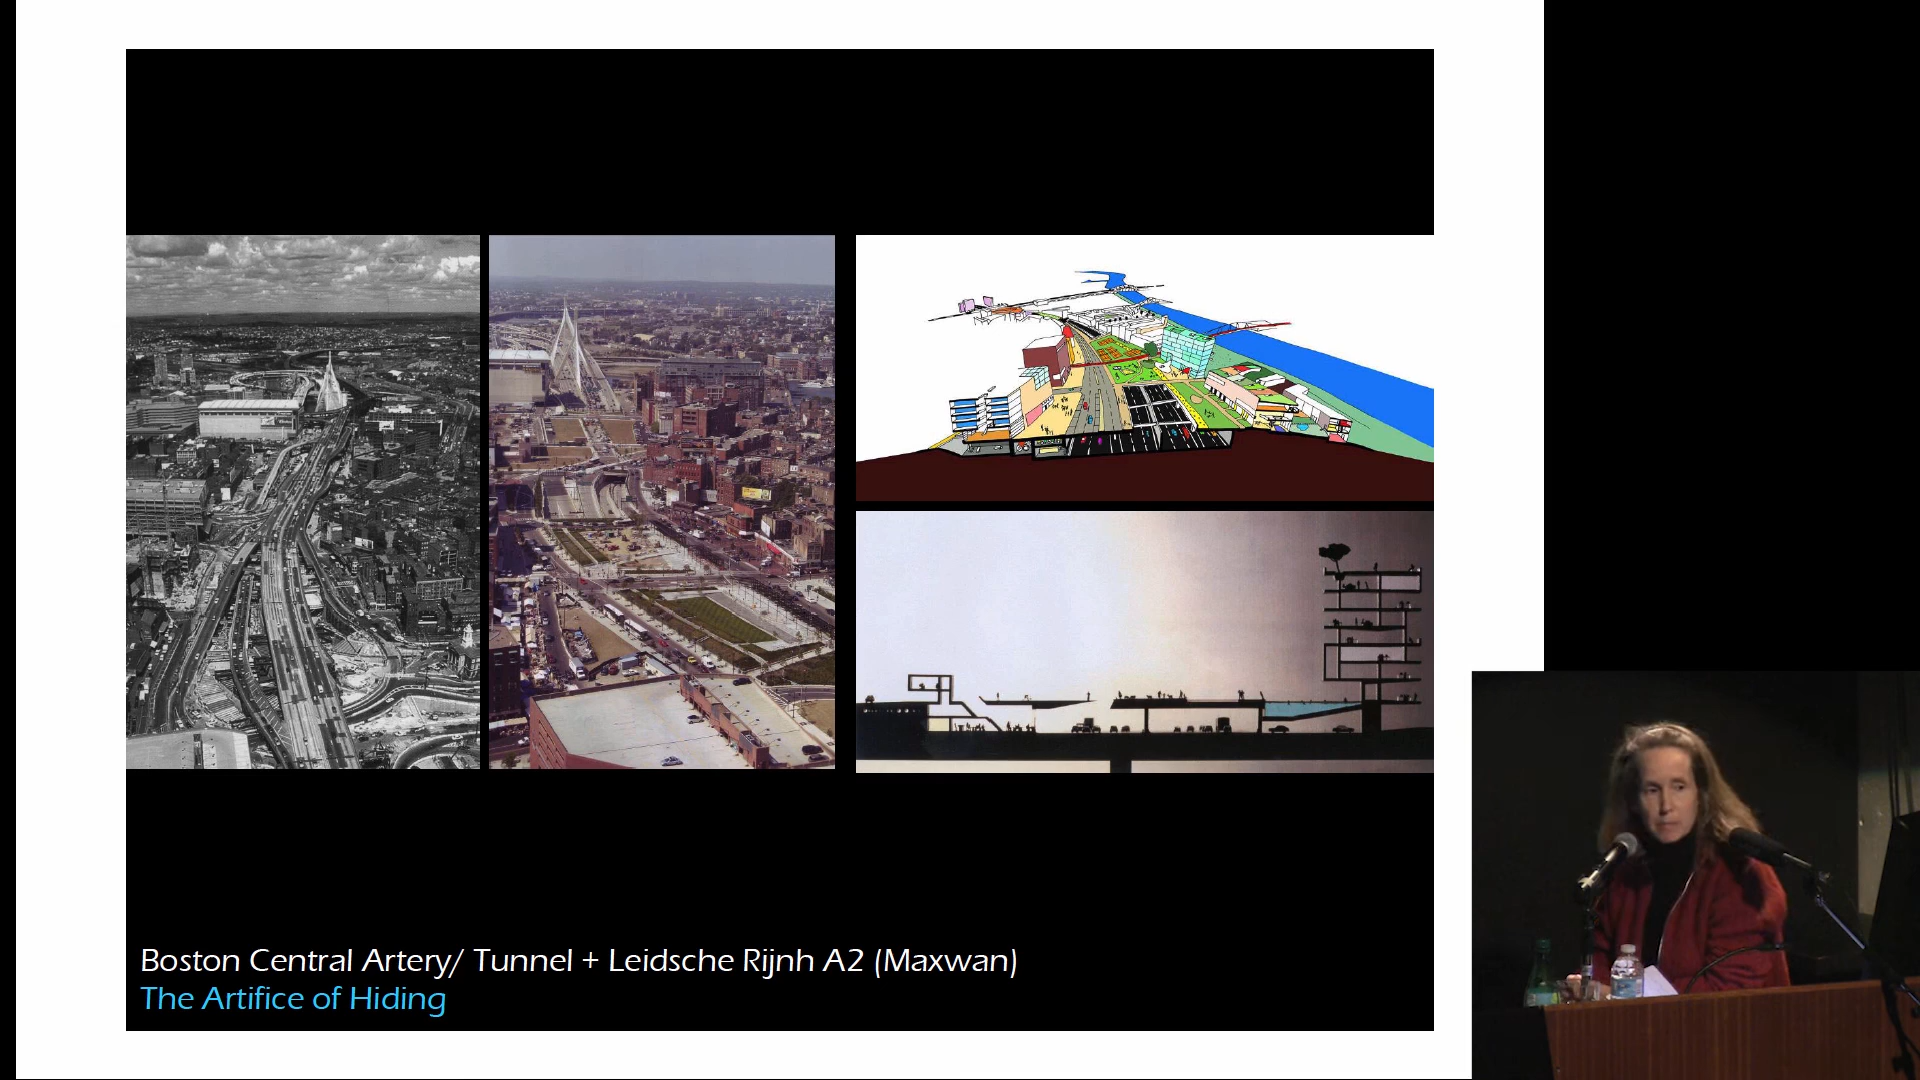 Boston Central Artery/ Tunnel + Leidsche Rijnh A2 (Maxwan)
The Artifice of Hiding